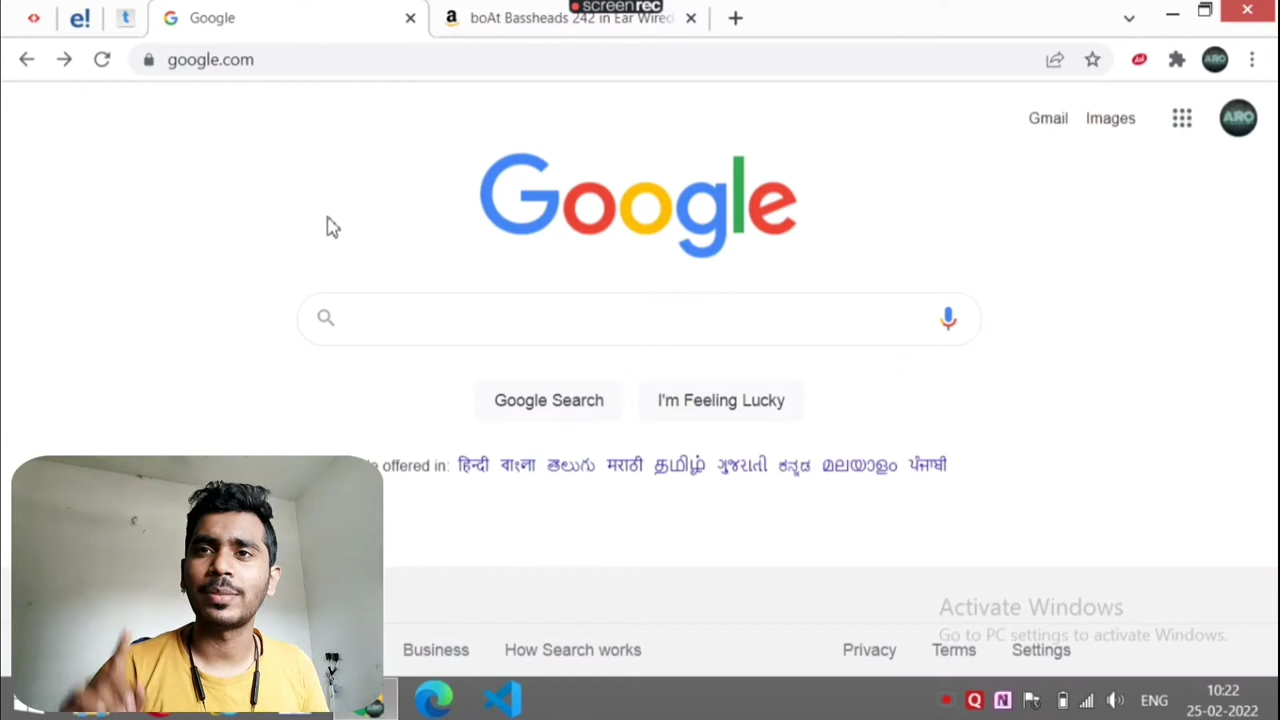 screenrec
e!
t
Google
a
boAt Bassheads 242 in Ear Wired
google.com
ARO
Gmail
Images
ARO
Google
Google Search
I'm Feeling Lucky
offered in: हिन्दी বাংলা తెలుగు मराठी தமிழ் ગુજરાતી ಕನ್ನಡ മലയാളം ਪੰਜਾਬੀ
Activate Windows
Go to PC settings to activate Windows.
Business
How Search works
Privacy
Terms
Settings
ENG
10:22
25-02-2022